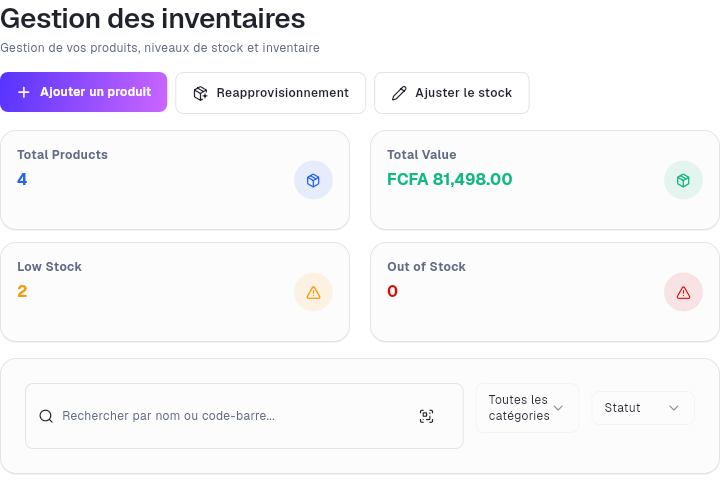 Gestion des inventaires
Gestion de vos produits, niveaux de stock et inventaire
Ajouter un produit
Reapprovisionnement
Ajuster le stock
Total Products
4
Total Value
FCFA 81,498.00
Low Stock
2
Out of Stock
0
Rechercher par nom ou code-barre...
Toutes les
catégories
Statut